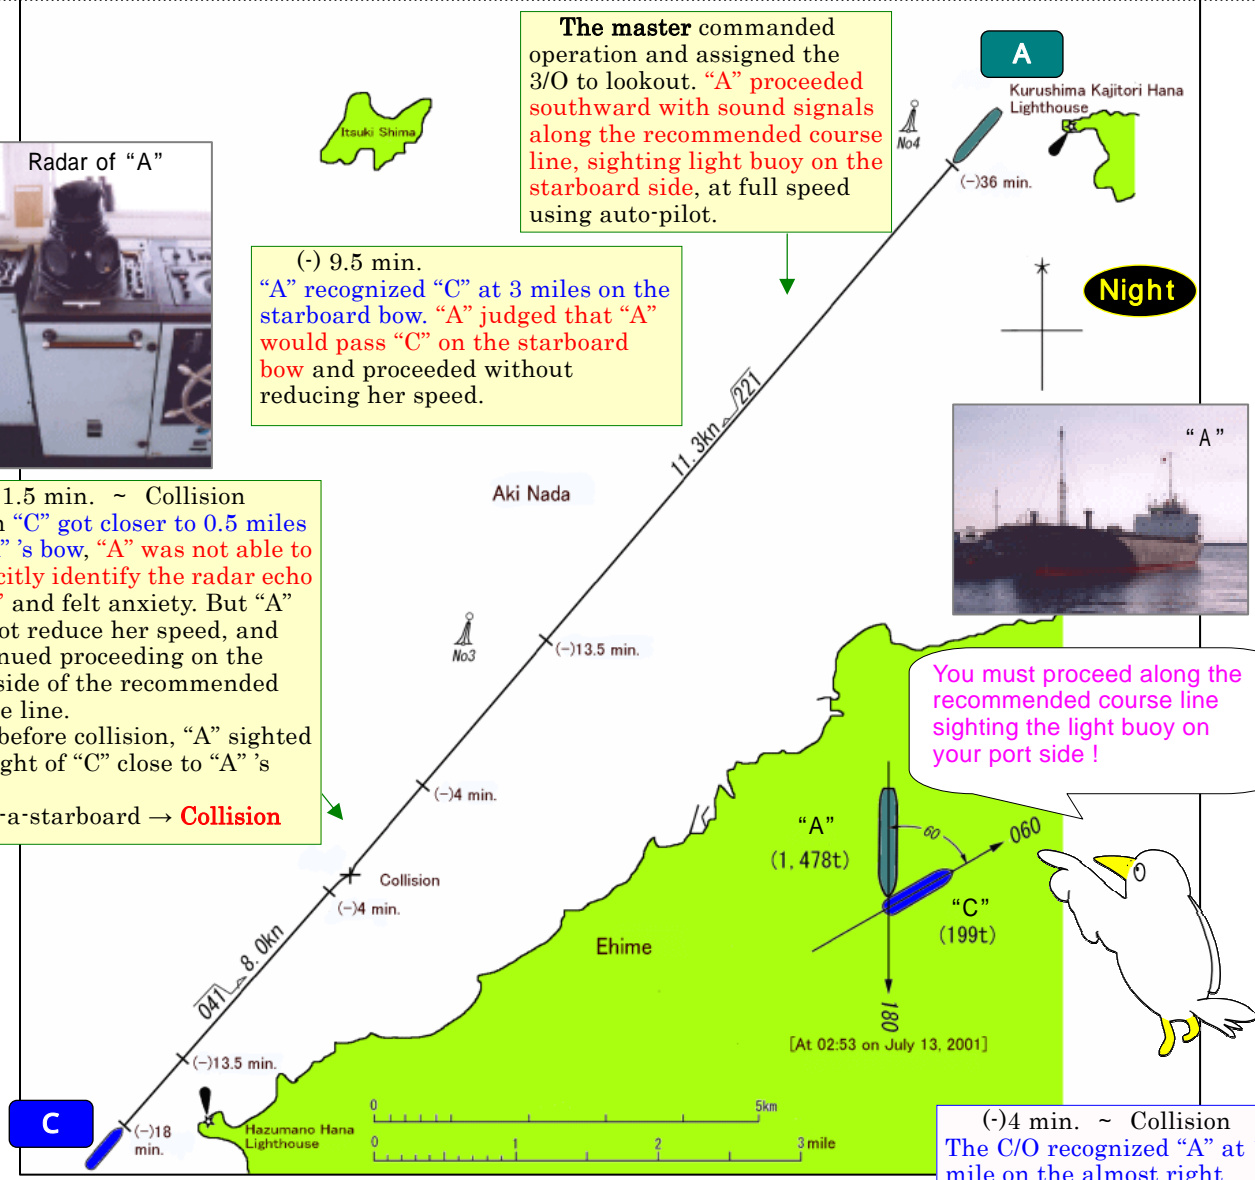 The master commanded
operation and assigned the
3/O to lookout. “A” proceeded
southward with sound signals
along the recommended course
line, sighting light buoy on the
starboard side, at full speed
using auto-pilot.
A
Kurushima Kajitori Hana
Lighthouse
No4
(-)36 min.
Itsuki Shima
Radar of “A”
(-) 9.5 min.
“A” recognized “C” at 3 miles on the
starboard bow. “A” judged that “A”
would pass “C” on the starboard
bow and proceeded without
reducing her speed.
Night
221
11.3kn
“A”
Aki Nada
1.5 min. ~ Collision
“C” got closer to 0.5 miles
’s bow, “A” was not able to
identify the radar echo
and felt anxiety. But “A”
reduce her speed, and
proceeding on the
side of the recommended
line.
before collision, “A” sighted
of “C” close to “A” ’s
-a-starboard → Collision
No3
(-)13.5 min.
You must proceed along the
recommended course line
sighting the light buoy on
your port side !
(-)4 min.
“A”
(1,478t)
60
060
“C”
(199t)
180
[At 02:53 on July 13, 2001]
Collision
(-)4 min.
Ehime
041
8.0kn
(-)13.5 min.
C
(-)18
min.
Hazumano Hana
Lighthouse
0 5km
0 1 2 3 mile
(-)4 min. ~ Collision
The C/O recognized “A” at
mile on the almost right